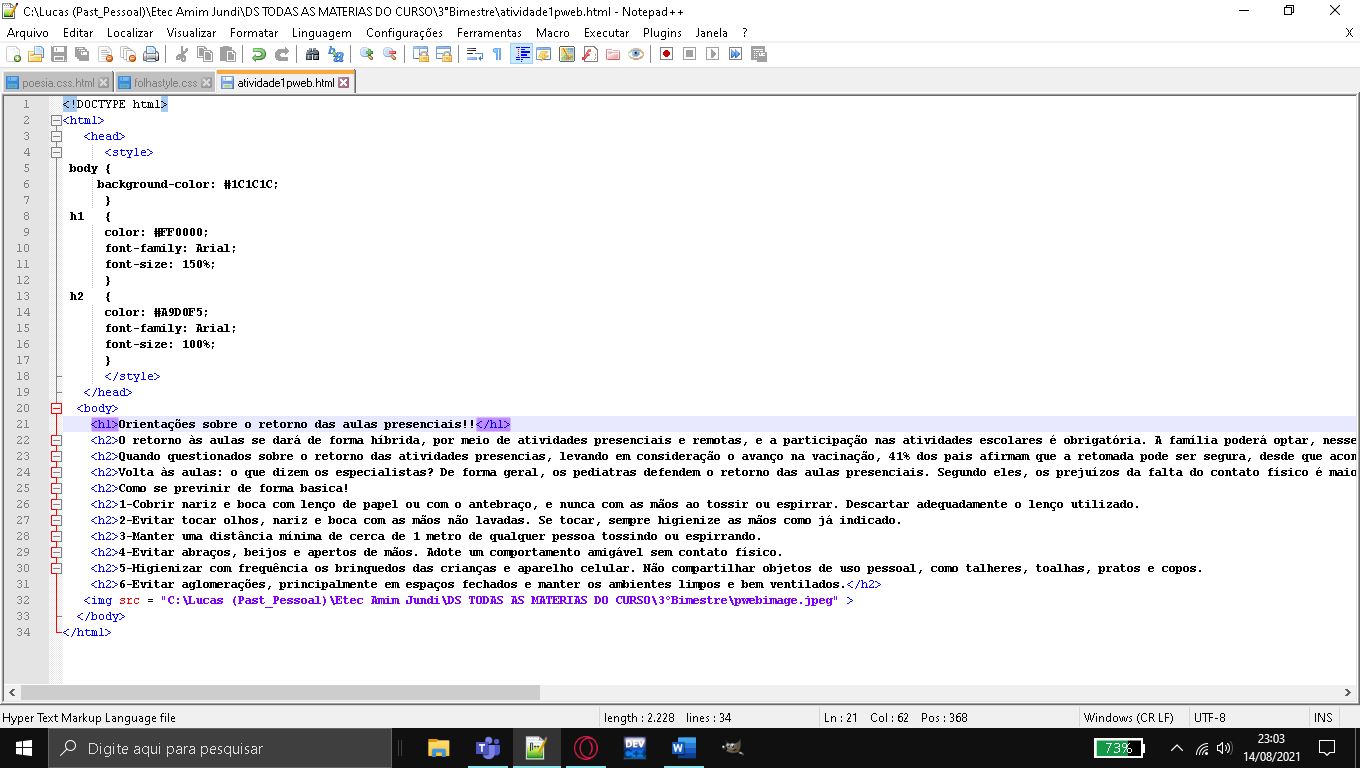 C:\Lucas (Past_Pessoal)\Etec Amim Jundi\DS TODAS AS MATERIAS DO CURSO\3°Bimestre\atividade1pweb.html - Notepad++
Arquivo Editar Localizar Visualizar Formatar Linguagem Configurações Ferramentas Macro Executar Plugins Janela ? X
poesia.css.html folhastyle.css atividade1pweb.html
1 <!DOCTYPE html>
2 <html>
3 <head>
4 <style>
5 body {
6 background-color: #1C1C1C;
7 }
8 h1 {
9 color: #FF0000;
10 font-family: Arial;
11 font-size: 150%;
12 }
13 h2 {
14 color: #A9D0F5;
15 font-family: Arial;
16 font-size: 100%;
17 }
18 </style>
19 </head>
20 <body>
21 <h1>Orientações sobre o retorno das aulas presenciais!!</h1>
22 <h2>O retorno às aulas se dará de forma híbrida, por meio de atividades presenciais e remotas, e a participação nas atividades escolares é obrigatória. A família poderá optar, nesse
23 <h2>Quando questionados sobre o retorno das atividades presencias, levando em consideração o avanço na vacinação, 41% dos pais afirmam que a retomada pode ser segura, desde que acon
24 <h2>Volta às aulas: o que dizem os especialistas? De forma geral, os pediatras defendem o retorno das aulas presenciais. Segundo eles, os prejuízos da falta do contato físico é maio
25 <h2>Como se previnir de forma basica!
26 <h2>1-Cobrir nariz e boca com lenço de papel ou com o antebraço, e nunca com as mãos ao tossir ou espirrar. Descartar adequadamente o lenço utilizado.
27 <h2>2-Evitar tocar olhos, nariz e boca com as mãos não lavadas. Se tocar, sempre higienize as mãos como já indicado.
28 <h2>3-Manter uma distância mínima de cerca de 1 metro de qualquer pessoa tossindo ou espirrando.
29 <h2>4-Evitar abraços, beijos e apertos de mãos. Adote um comportamento amigável sem contato físico.
30 <h2>5-Higienizar com frequência os brinquedos das crianças e aparelho celular. Não compartilhar objetos de uso pessoal, como talheres, toalhas, pratos e copos.
31 <h2>6-Evitar aglomerações, principalmente em espaços fechados e manter os ambientes limpos e bem ventilados.</h2>
32 <img src = "C:\Lucas (Past_Pessoal)\Etec Amim Jundi\DS TODAS AS MATERIAS DO CURSO\3°Bimestre\pwebimage.jpeg" >
33 </body>
34 </html>
Hyper Text Markup Language file length : 2.228 lines : 34 Ln : 21 Col : 62 Pos : 368 Windows (CR LF) UTF-8 INS
Digite aqui para pesquisar DEV 73% 23:03
14/08/2021